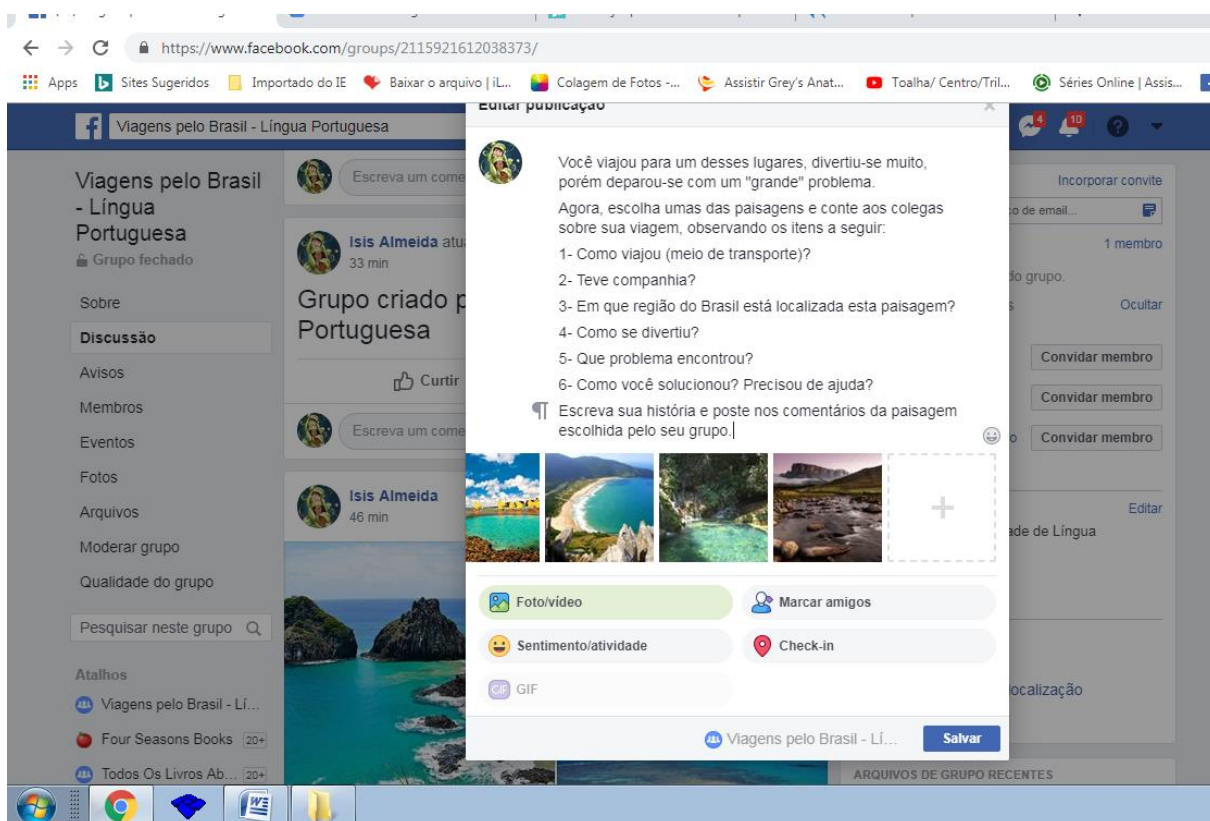 https://www.facebook.com/groups/2115921612038373/
Apps
Sites Sugeridos
Importado do IE
Baixar o arquivo | iL...
Colagem de Fotos -...
Assistir Grey's Anat...
Toalha/ Centro/Tril...
Séries Online | Assis...
Viagens pelo Brasil - Língua Portuguesa
4
10
Viagens pelo Brasil
- Língua
Portuguesa
Grupo fechado
Sobre
Discussão
Avisos
Membros
Eventos
Fotos
Arquivos
Moderar grupo
Qualidade do grupo
Pesquisar neste grupo
Atalhos
Viagens pelo Brasil - Lí...
Four Seasons Books 20+
Todos Os Livros Ab... 20+
Escreva um come
Isis Almeida atu
33 min
Grupo criado p
Portuguesa
Curtir
Escreva um come
Isis Almeida
46 min
Editar publicação
Você viajou para um desses lugares, divertiu-se muito,
porém deparou-se com um "grande" problema.
Agora, escolha umas das paisagens e conte aos colegas
sobre sua viagem, observando os itens a seguir:
1- Como viajou (meio de transporte)?
2- Teve companhia?
3- Em que região do Brasil está localizada esta paisagem?
4- Como se divertiu?
5- Que problema encontrou?
6- Como você solucionou? Precisou de ajuda?
Escreva sua história e poste nos comentários da paisagem
escolhida pelo seu grupo.
Foto/vídeo
Marcar amigos
Sentimento/atividade
Check-in
GIF
GIF
Viagens pelo Brasil - Lí...
Salvar
Incorporar convite
ço de email...
1 membro
do grupo.
s
Ocultar
Convidar membro
Convidar membro
o
Convidar membro
Editar
ade de Língua
localização
ARQUIVOS DE GRUPO RECENTES